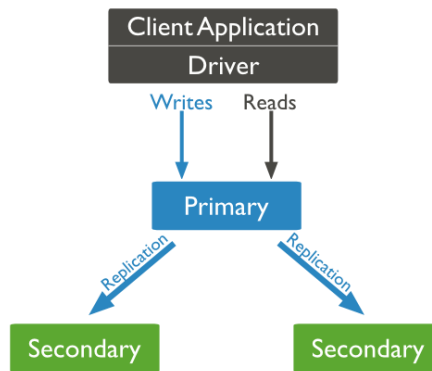 Client Application
Driver
Writes Reads
Primary
Replication Replication
Secondary Secondary